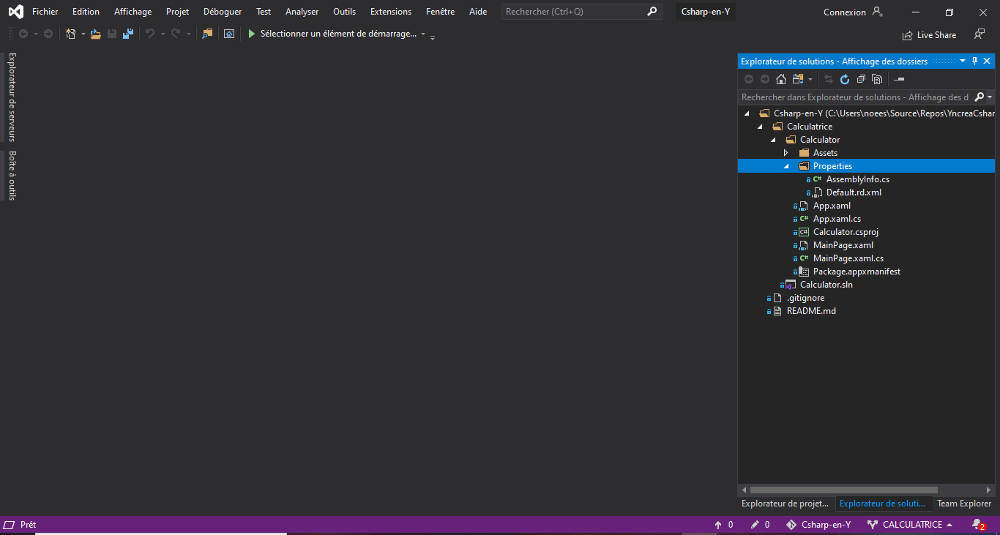 Fichier Edition Affichage Projet Déboguer Test Analyser Outils Extensions Fenêtre Aide Rechercher (Ctrl+Q) Csharp-en-Y Connexion
Sélectionner un élément de démarrage... Live Share
Explorateur de serveurs
Boîte à outils
Explorateur de solutions - Affichage des dossiers
Rechercher dans Explorateur de solutions - Affichage des d
Csharp-en-Y (C:\Users\noees\Source\Repos\YncreaCshar
Calculatrice
Calculator
Assets
Properties
C# AssemblyInfo.cs
Default.rd.xml
App.xaml
C# App.xaml.cs
C# Calculator.csproj
MainPage.xaml
C# MainPage.xaml.cs
Package.appxmanifest
Calculator.sln
.gitignore
README.md
Explorateur de projet... Explorateur de soluti... Team Explorer
Prêt 0 0 Csharp-en-Y CALCULATRICE 2